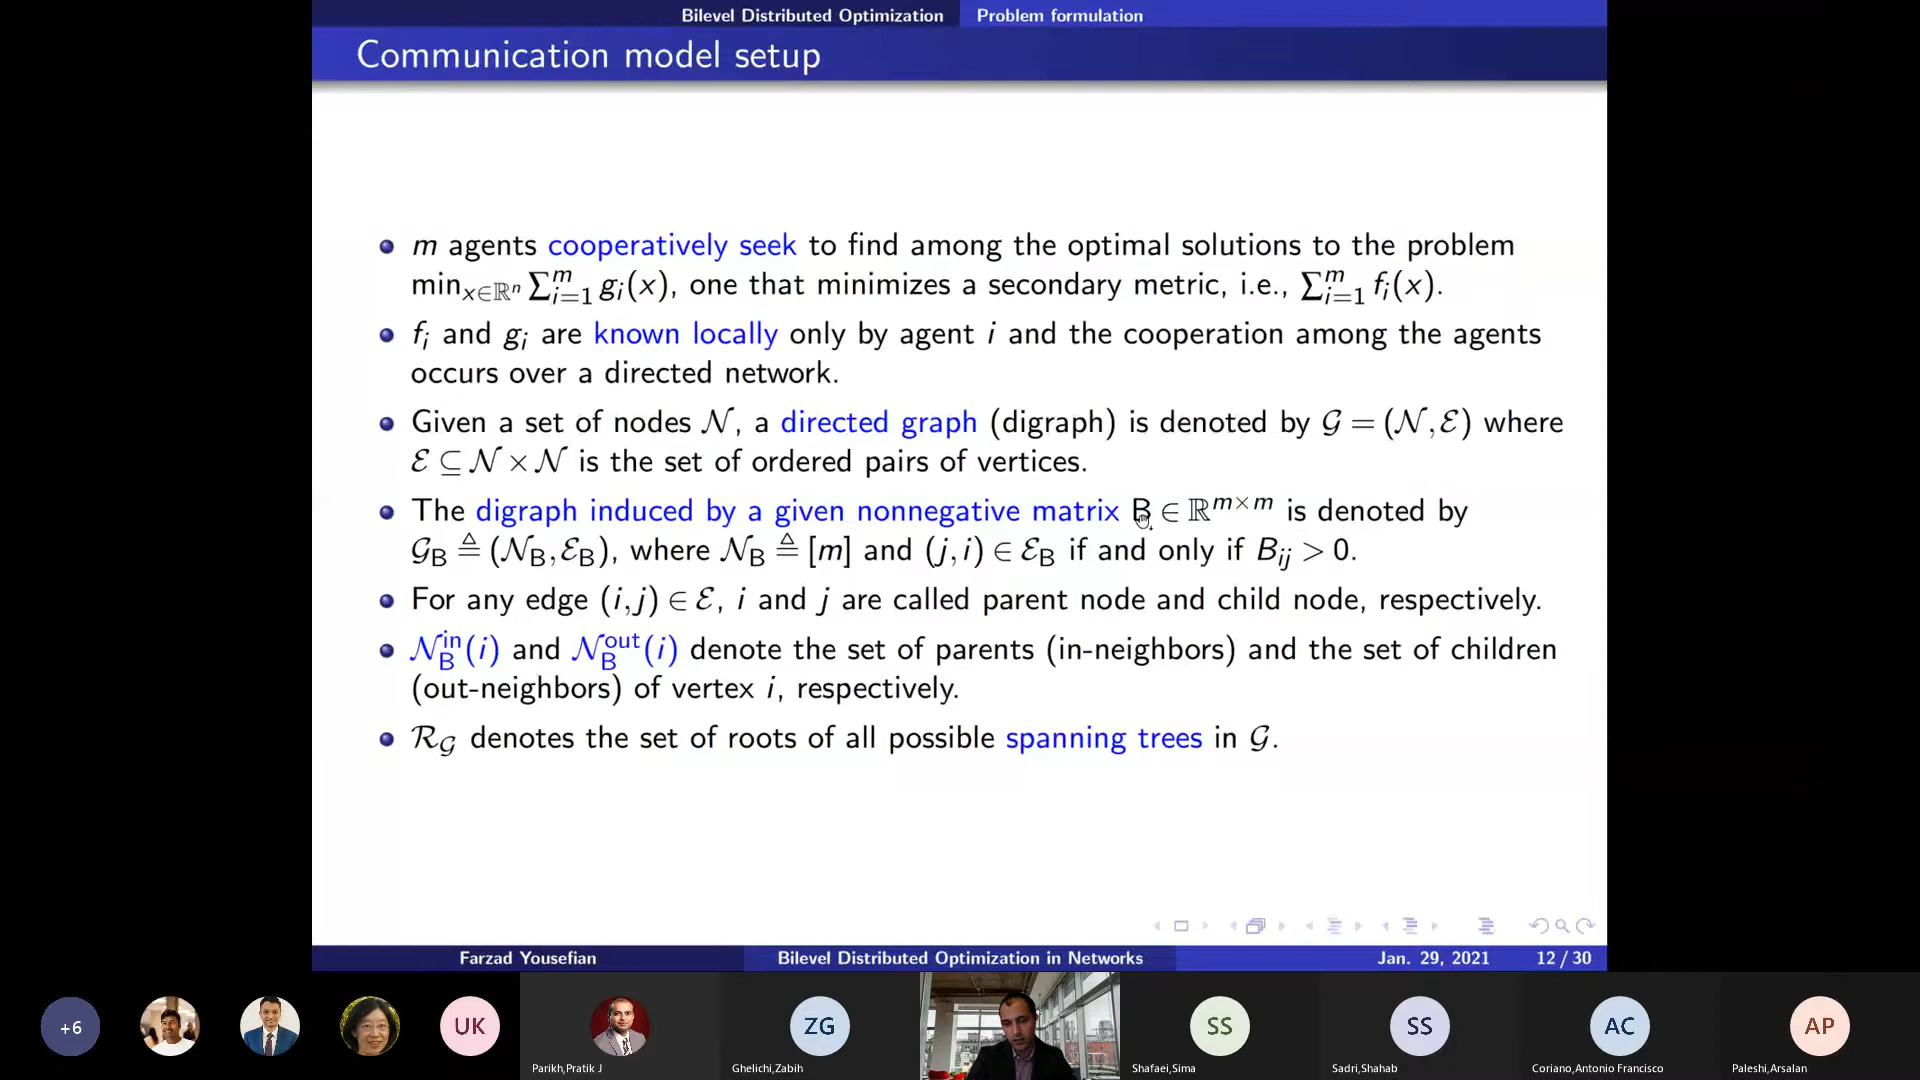 Bilevel Distributed Optimization Problem formulation
Communication model setup
m agents cooperatively seek to find among the optimal solutions to the problem
min_{x∈ℝⁿ} ∑_{i=1}^{m} g_i(x), one that minimizes a secondary metric, i.e., ∑_{i=1}^{m} f_i(x).
f_i and g_i are known locally only by agent i and the cooperation among the agents
occurs over a directed network.
Given a set of nodes 𝒩, a directed graph (digraph) is denoted by 𝒢 = (𝒩, ℰ) where
ℰ ⊆ 𝒩 × 𝒩 is the set of ordered pairs of vertices.
The digraph induced by a given nonnegative matrix B ∈ ℝ^{m×m} is denoted by
𝒢_B ≜ (𝒩_B, ℰ_B), where 𝒩_B ≜ [m] and (j, i) ∈ ℰ_B if and only if B_{ij} > 0.
For any edge (i, j) ∈ ℰ, i and j are called parent node and child node, respectively.
𝒩_B^{in}(i) and 𝒩_B^{out}(i) denote the set of parents (in-neighbors) and the set of children
(out-neighbors) of vertex i, respectively.
ℛ_𝒢 denotes the set of roots of all possible spanning trees in 𝒢.
Farzad Yousefian Bilevel Distributed Optimization in Networks Jan. 29, 2021 12 / 30
+6 UK ZG SS SS AC AP
Parikh,Pratik J Ghelichi,Zabih Shafaei,Sima Sadri,Shahab Coriano,Antonio Francisco Paleshi,Arsalan